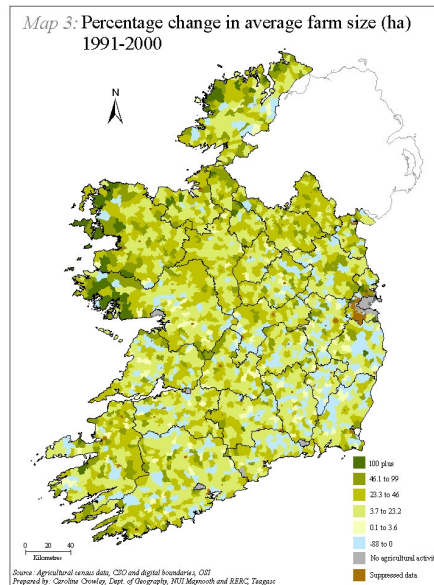 Map 3: Percentage change in average farm size (ha)
1991-2000
N
100 plus
46.1 to 99
23.3 to 46
3.7 to 23.2
0.1 to 3.6
-88 to 0
No agricultural activi
Suppressed data
0 20 40
Kilometres
Source: Agricultural census data, CSO and digital boundaries, OSI
Prepared by: Caroline Crowley, Dept. of Geography, NUI Maynooth and RERC, Teagasc